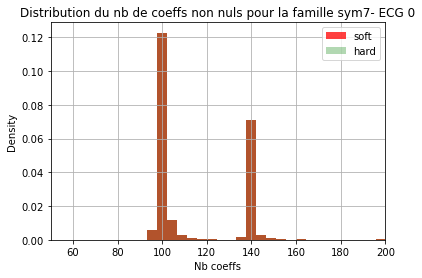 Distribution du nb de coeffs non nuls pour la famille sym7- ECG 0
soft
hard
0.12
0.10
0.08
0.06
0.04
0.02
0.00
Density
60 80 100 120 140 160 180 200
Nb coeffs